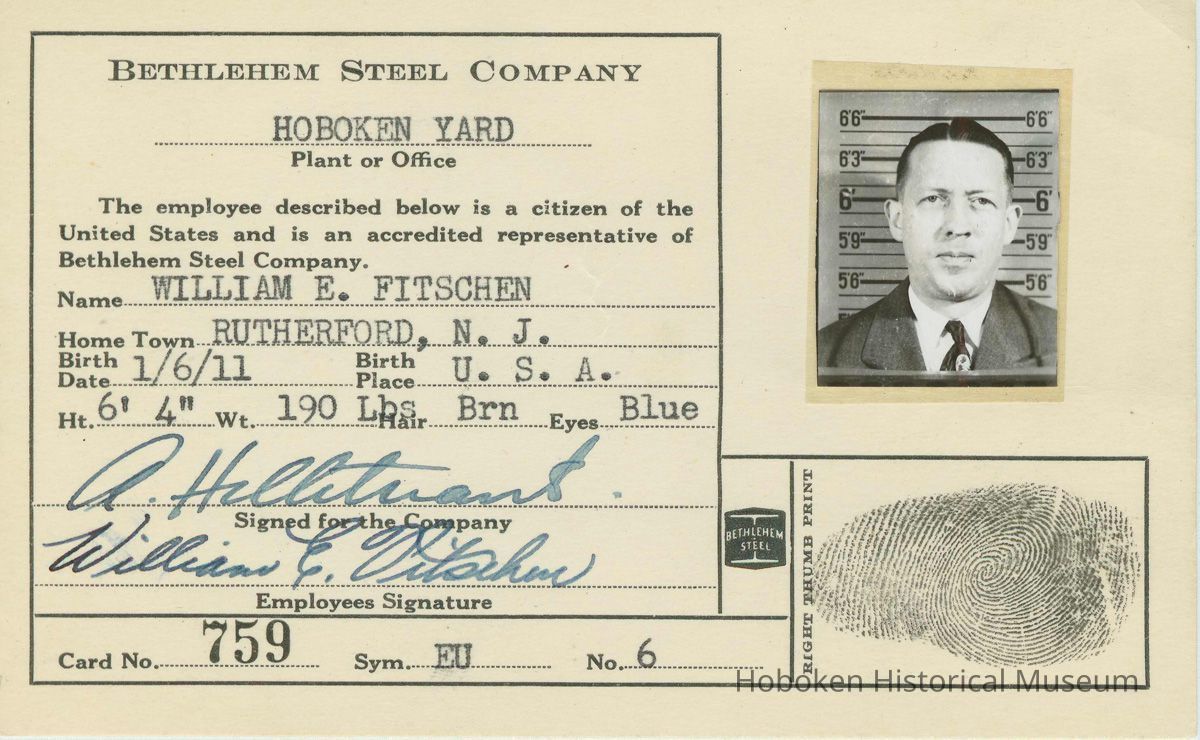 BETHLEHEM STEEL COMPANY
HOBOKEN YARD
Plant or Office
The employee described below is a citizen of the
United States and is an accredited representative of
Bethlehem Steel Company.
Name WILLIAM E. FITSCHEN
Home Town RUTHERFORD, N. J.
Birth Date 1/6/11 Birth Place U. S. A.
Ht. 6' 4" Wt. 190 Lbs Hair Brn Eyes Blue
A.
Signed for the Company
William E. Fitschen
Employees Signature
Card No. 759 Sym. EU No. 6
6'6" 6'6"
6'3" 6'3"
6' 6'
5'9" 5'9"
5'6" 5'6"
BETHLEHEM
STEEL
RIGHT THUMB PRINT
Hoboken Historical Museum